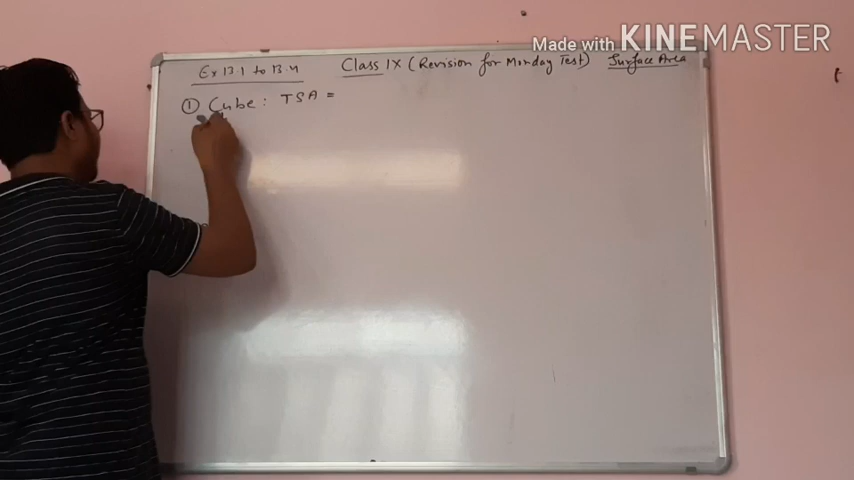 Made with KINEMASTER
Ex 13.1 to 13.4 Class IX (Revision for Monday Test) Surface Area
① Cube: TSA =